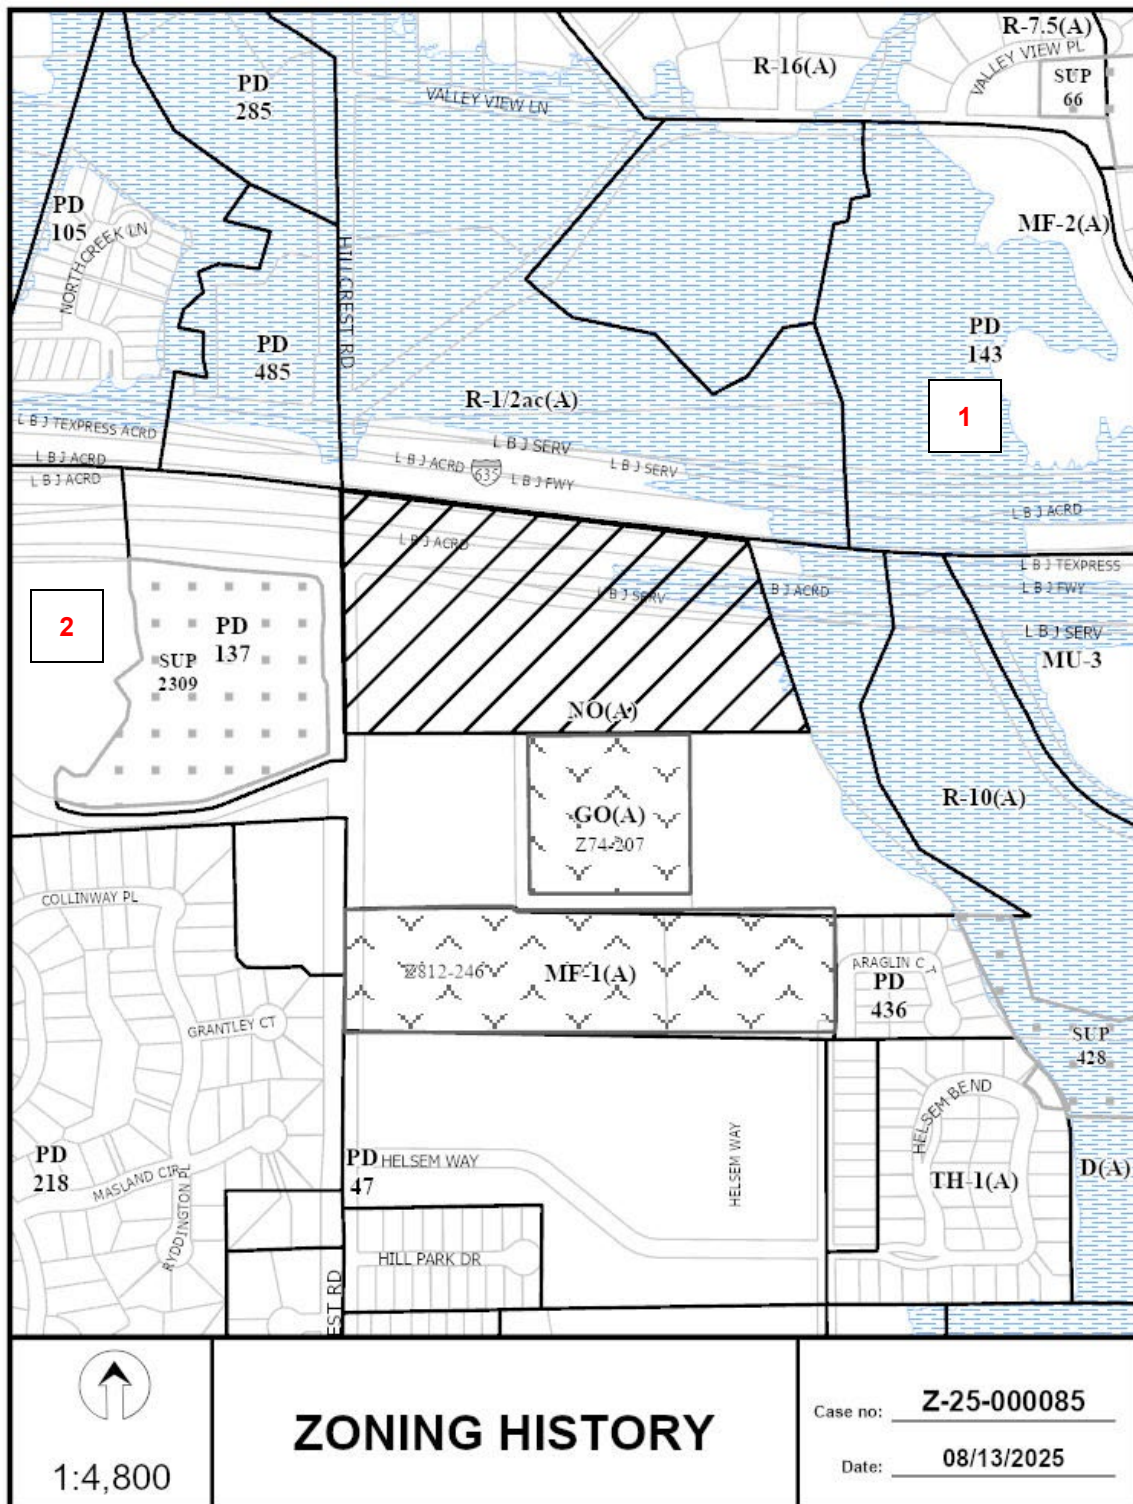 R-7.5(A)
VALLEY VIEW PL
R-16(A)
SUP
66
PD
285
VALLEY VIEW LN
PD
105
NORTHCREEK LN
MF-2(A)
HILLCREST RD
PD
143
PD
485
R-1/2ac(A)
1
L B J TEXPRESS ACRD
L B J SERV
L B J ACRD
L B J ACRD
L B J SERV
635
L B J FWY
L B J ACRD
L B J ACRD
L B J ACRD
L B J TEXPRESS
L B J FWY
L B J SERV
B J ACRD
L B J SERV
MU-3
2
PD
137
SUP
2309
NO(A)
GO(A)
Z74-207
R-10(A)
COLLINWAY PL
Z812-246
MF-1(A)
ARAGLIN CT
PD
436
GRANTLEY CT
SUP
428
HELSEM BEND
PD
218
MASLAND CIR
RYDDINGTON PL
PD
47
HELSEM WAY
HELSEM WAY
TH-1(A)
D(A)
HILL PARK DR
EST RD
1:4,800
ZONING HISTORY
Case no: Z-25-000085
Date: 08/13/2025